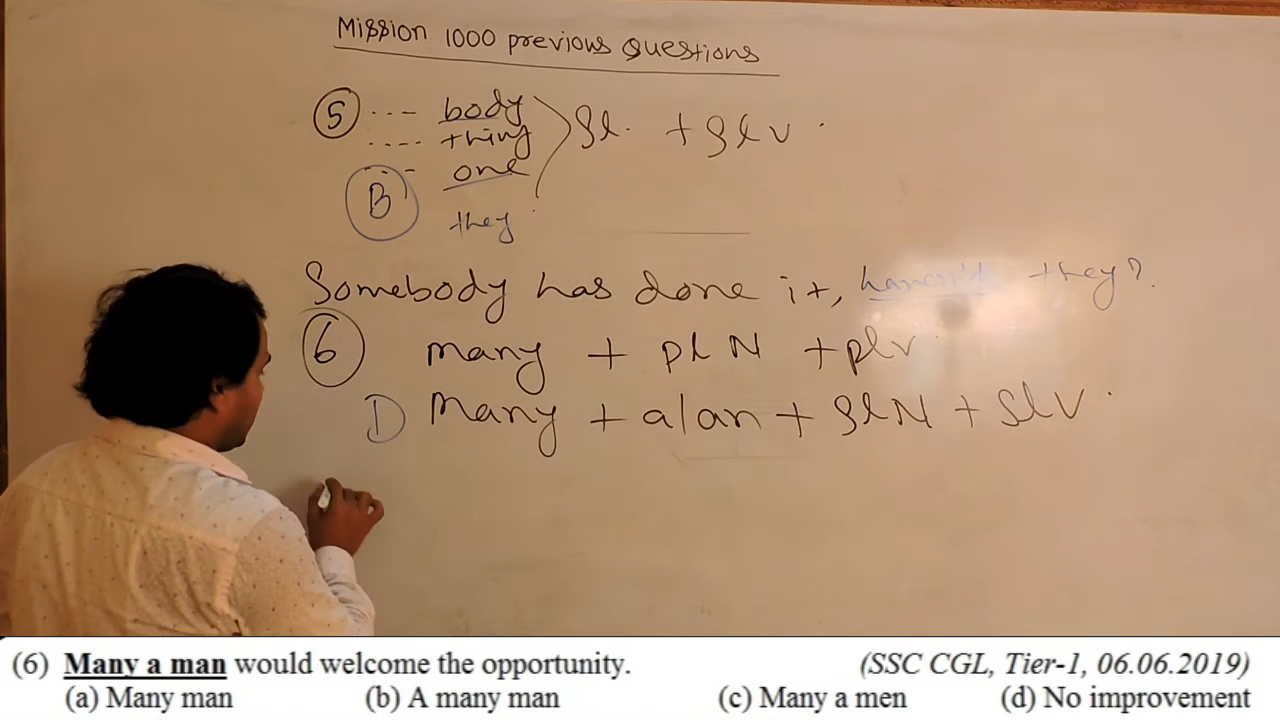 Mission 1000 previous Questions
5 ... body
.... thing
... one
} Sl. + Slv.
B
they
Somebody has done it, haven't they?
6 many + pl N + plv.
D Many + a/an + Sl N + Slv.
(6) Many a man would welcome the opportunity. (SSC CGL, Tier-1, 06.06.2019)
(a) Many man (b) A many man (c) Many a men (d) No improvement